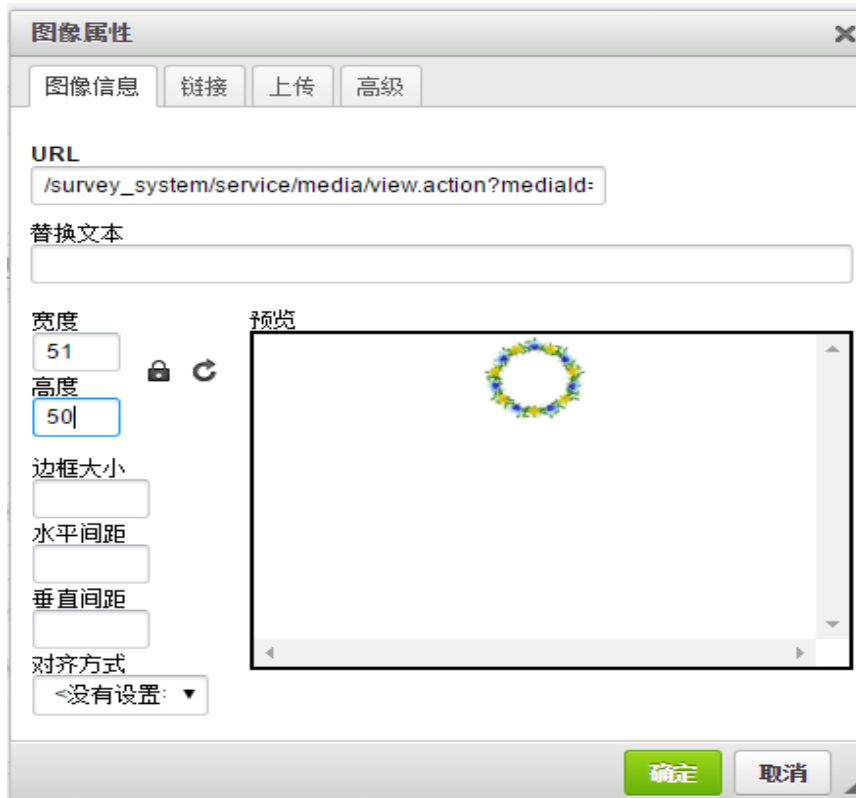 图像属性
图像信息 链接 上传 高级
URL
/survey_system/service/media/view.action?mediaId=
替换文本
宽度
51
高度
50
预览
边框大小
水平间距
垂直间距
对齐方式
<没有设置
确定 取消